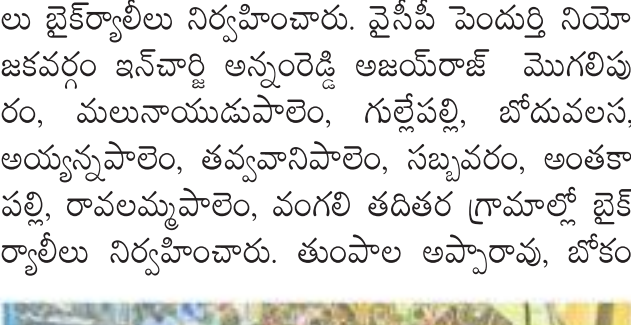 లు బైక్‌ర్యాలీలు నిర్వహించారు. వైసీపీ పెందుర్తి నియో
జకవర్గం ఇన్‌చార్జి అన్నంరెడ్డి అజయ్‌రాజ్ మొగలిపు
రం, మలునాయుడుపాలెం, గుల్లేపల్లి, బోదువలస,
అయ్యన్నపాలెం, తవ్వవానిపాలెం, సబ్బవరం, అంతకా
పల్లి, రావలమ్మపాలెం, వంగలి తదితర గ్రామాల్లో బైక్
ర్యాలీలు నిర్వహించారు. తుంపాల అప్పారావు, బోకం